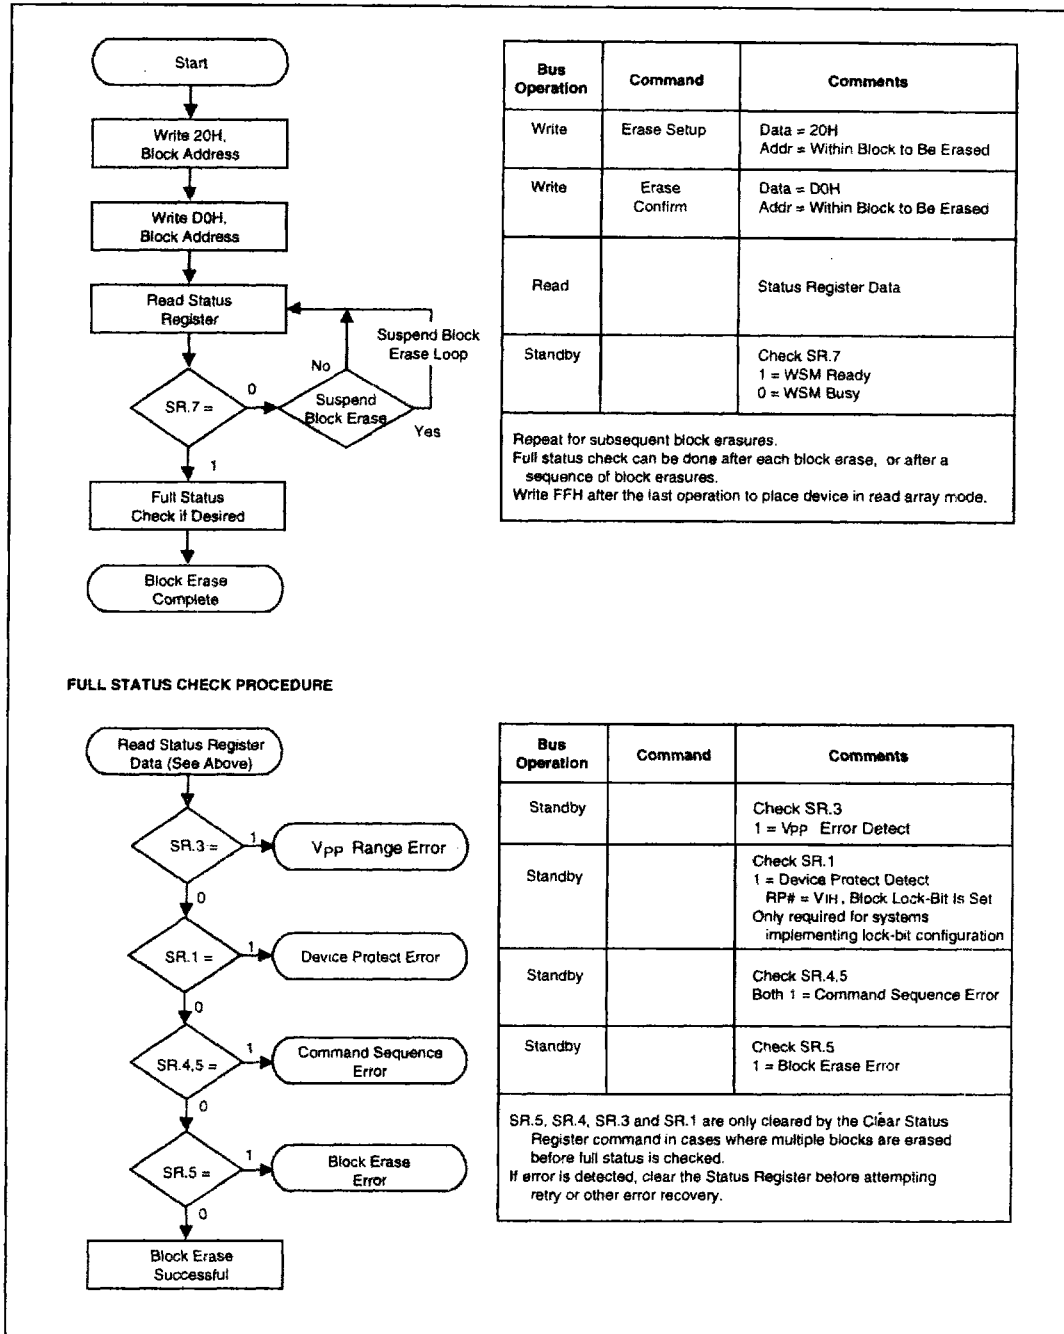 Start
Write 20H,
Block Address
Write D0H,
Block Address
Read Status
Register
Suspend Block
Erase Loop
No
SR.7 =
0
Suspend
Block Erase
Yes
1
Full Status
Check if Desired
Block Erase
Complete
Bus
Operation
Command
Comments
Write
Erase Setup
Data = 20H
Addr = Within Block to Be Erased
Write
Erase
Confirm
Data = D0H
Addr = Within Block to Be Erased
Read
Status Register Data
Standby
Check SR.7
1 = WSM Ready
0 = WSM Busy
Repeat for subsequent block erasures.
Full status check can be done after each block erase, or after a
sequence of block erasures.
Write FFH after the last operation to place device in read array mode.
FULL STATUS CHECK PROCEDURE
Read Status Register
Data (See Above)
SR.3 =
1
VPP Range Error
0
SR.1 =
1
Device Protect Error
0
SR.4,5 =
1
Command Sequence
Error
0
SR.5 =
1
Block Erase
Error
0
Block Erase
Successful
Bus
Operation
Command
Comments
Standby
Check SR.3
1 = VPP Error Detect
Standby
Check SR.1
1 = Device Protect Detect
RP# = VIH, Block Lock-Bit Is Set
Only required for systems
implementing lock-bit configuration
Standby
Check SR.4,5
Both 1 = Command Sequence Error
Standby
Check SR.5
1 = Block Erase Error
SR.5, SR.4, SR.3 and SR.1 are only cleared by the Clear Status
Register command in cases where multiple blocks are erased
before full status is checked.
If error is detected, clear the Status Register before attempting
retry or other error recovery.